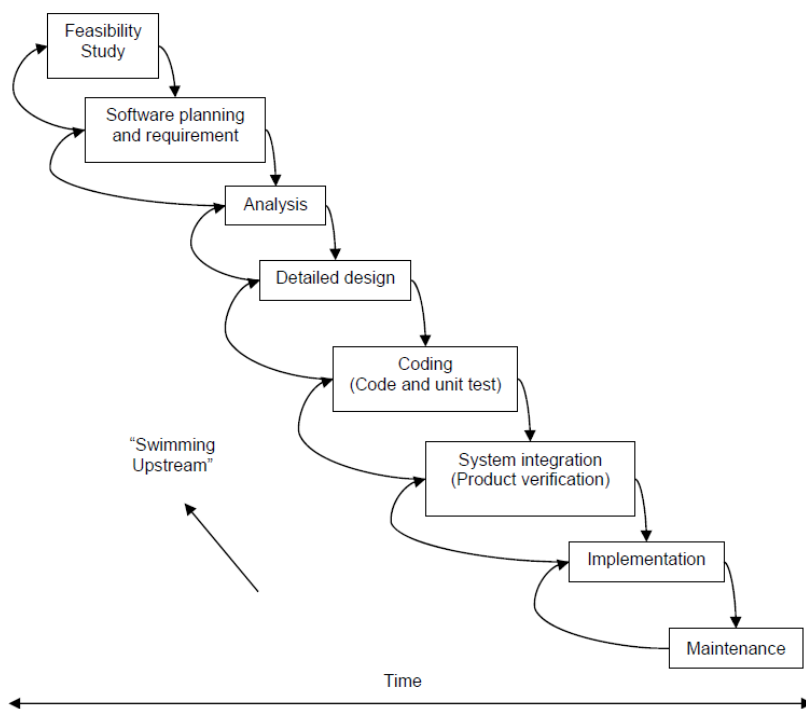 Feasibility
Study
Software planning
and requirement
Analysis
Detailed design
Coding
(Code and unit test)
“Swimming
Upstream”
System integration
(Product verification)
Implementation
Maintenance
Time